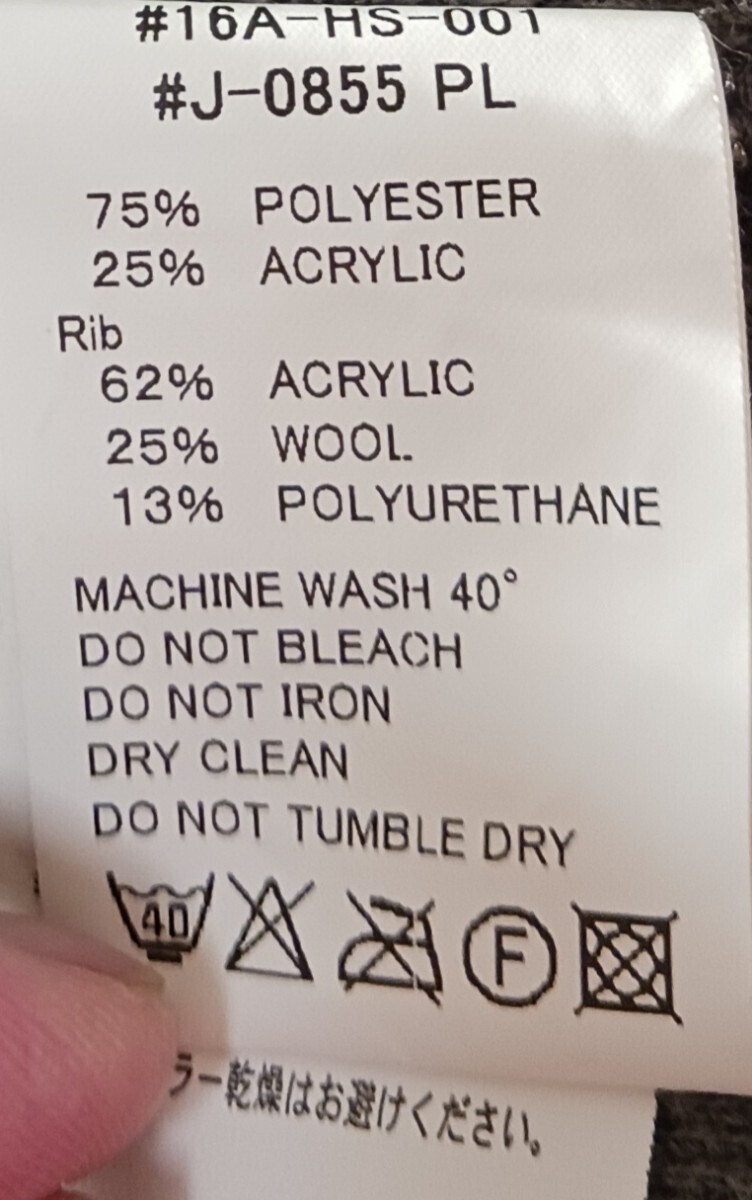 #16A-HS-001
#J-0855 PL
75% POLYESTER
25% ACRYLIC
Rib
62% ACRYLIC
25% WOOL
13% POLYURETHANE
MACHINE WASH 40°
DO NOT BLEACH
DO NOT IRON
DRY CLEAN
DO NOT TUMBLE DRY
40 F
ラー乾燥はお避けください。